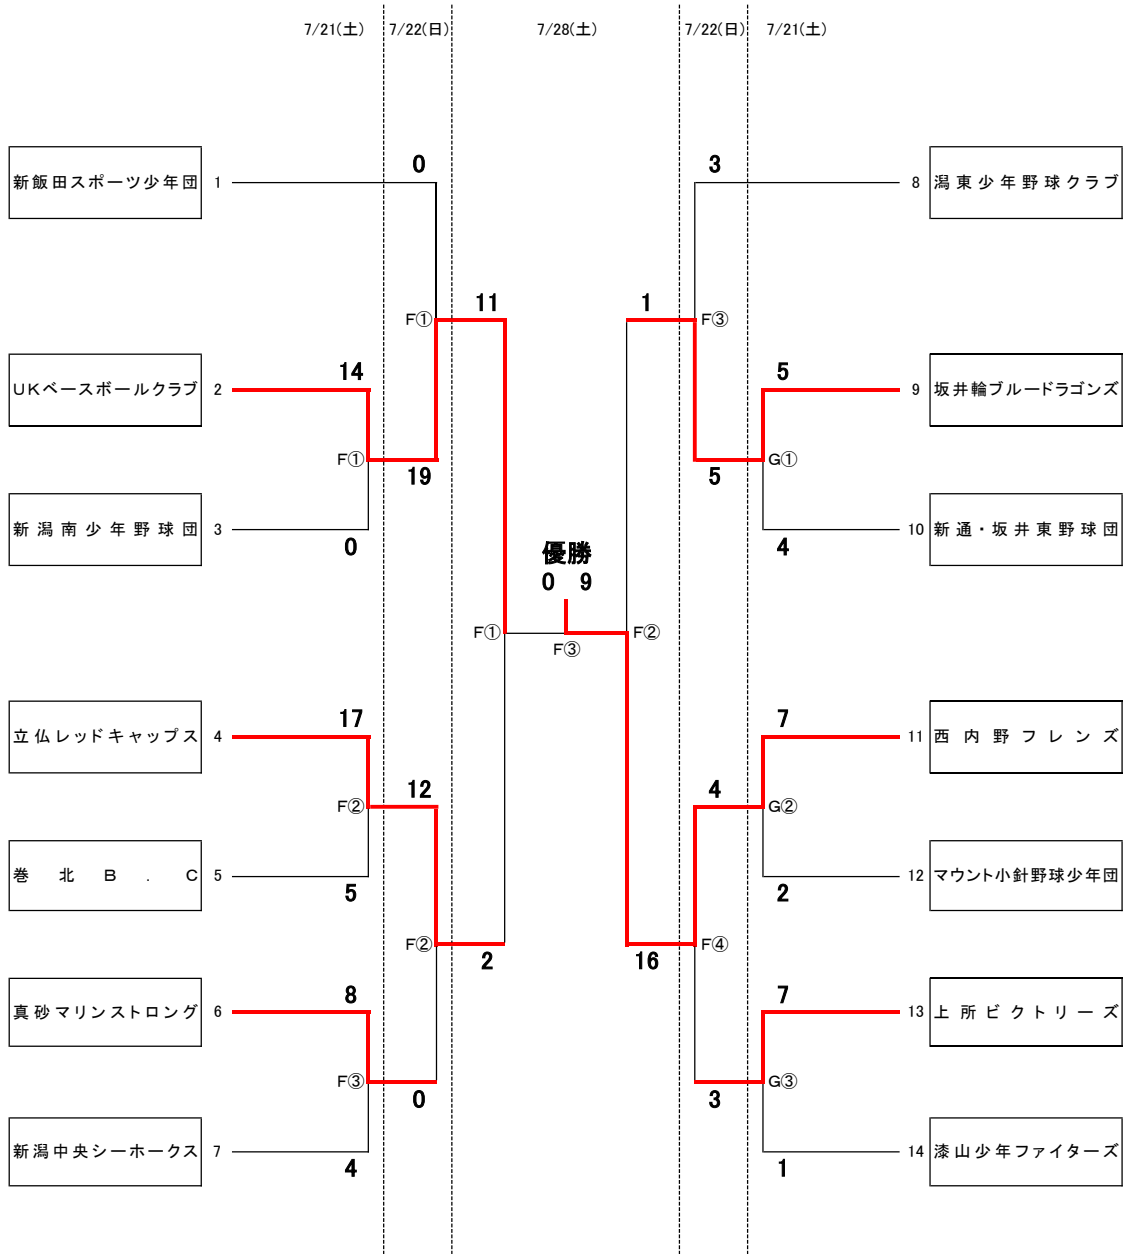 7/21(土) 7/22(日) 7/28(土) 7/22(日) 7/21(土)
0 3
新飯田スポーツ少年団 1 8 潟東少年野球クラブ
11 1
F① F③
14 5
UKベースボールクラブ 2 9 坂井輪ブルードラゴンズ
F① G①
19 5
新潟南少年野球団 3 10 新通・坂井東野球団
0 4
優勝
0 9
F① F②
F③
17 7
立仏レッドキャップス 4 11 西内野フレンズ
12 4
F② G②
巻北B.C 5 12 マウント小針野球少年団
5 2
F② F④
2 16
8 7
真砂マリンストロング 6 13 上所ビクトリーズ
F③ G③
0 3
新潟中央シーホークス 7 14 漆山少年ファイターズ
4 1